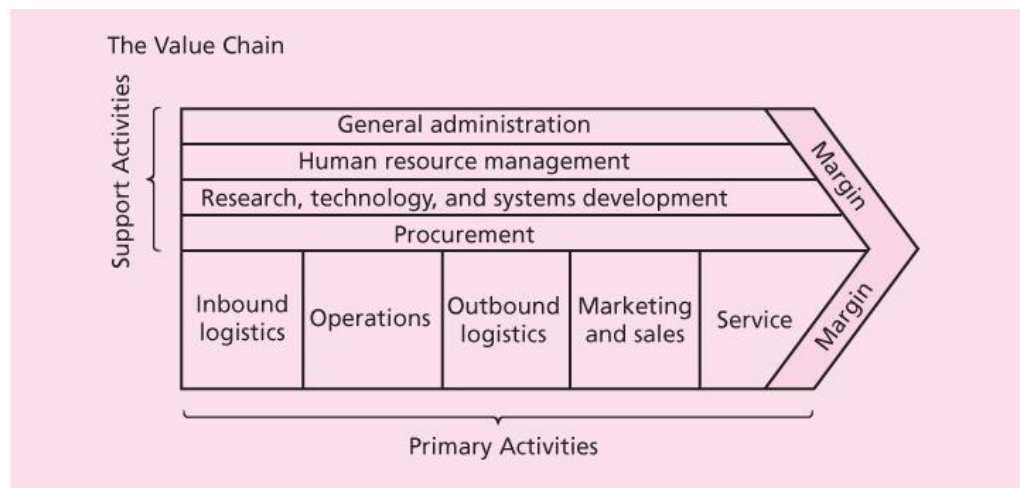 The Value Chain
Support Activities
General administration
Human resource management
Research, technology, and systems development
Procurement
Margin
Inbound
logistics
Operations
Outbound
logistics
Marketing
and sales
Service
Margin
Primary Activities